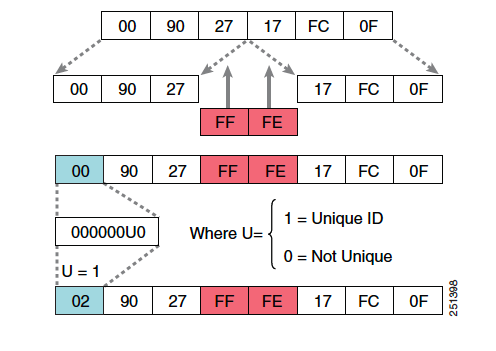 00 90 27 17 FC 0F
00 90 27 17 FC 0F
FF FE
00 90 27 FF FE 17 FC 0F
1 = Unique ID
000000U0 Where U=
0 = Not Unique
U = 1
02 90 27 FF FE 17 FC 0F
251398